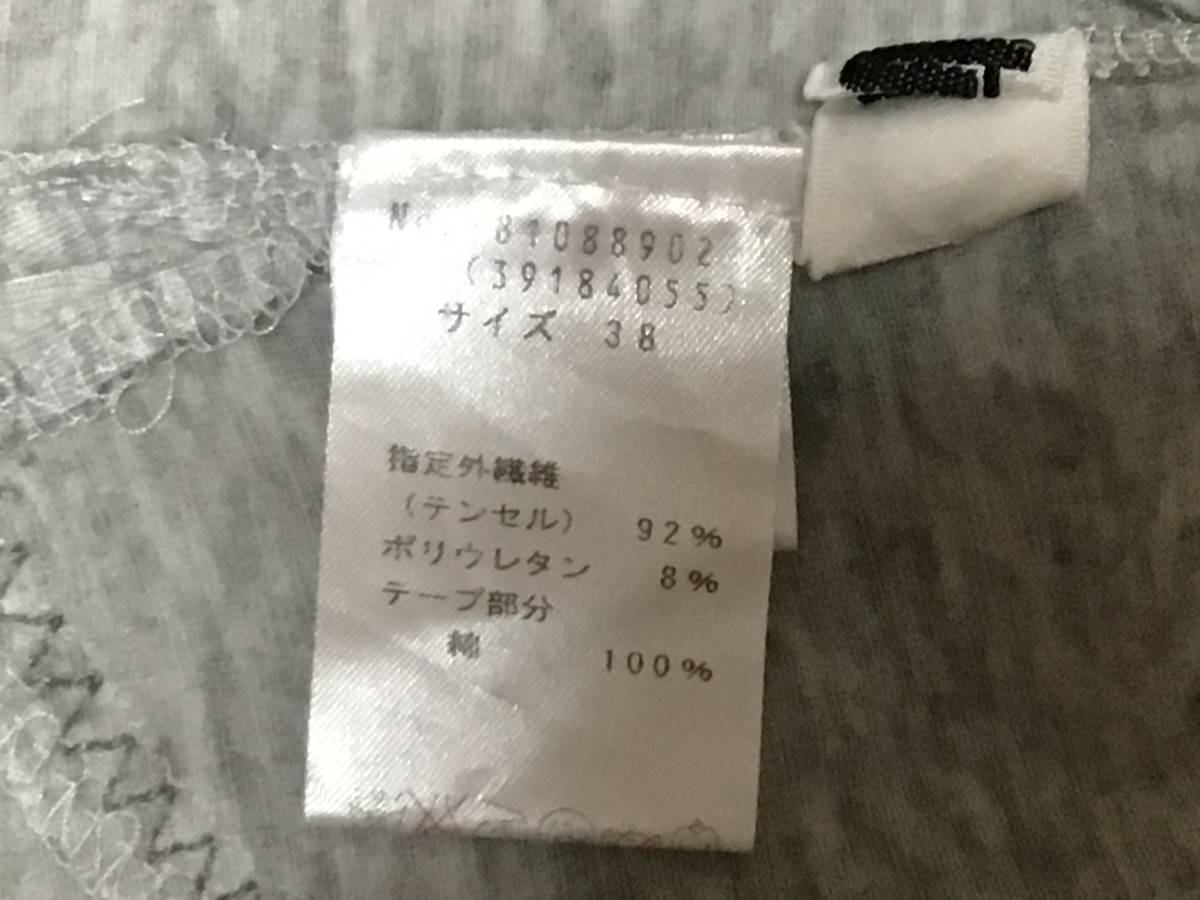 No. 81088902
(39184055)
サイズ 38
指定外繊維
(テンセル) 92%
ポリウレタン 8%
テープ部分
綿 100%